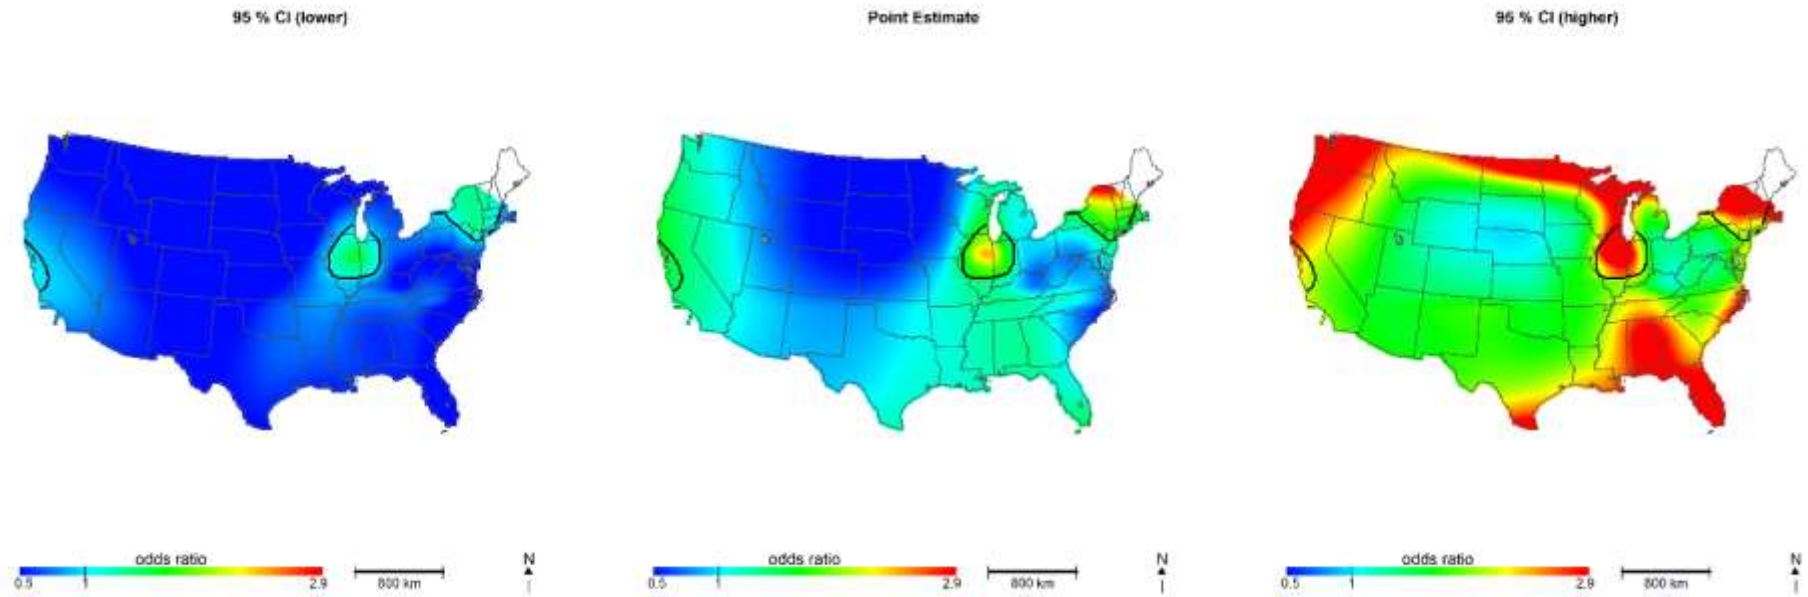 95 % CI (lower)
Point Estimate
95 % CI (higher)
odds ratio
0.5 1 2.9
800 km
N
odds ratio
0.5 1 2.9
800 km
N
odds ratio
0.5 1 2.9
800 km
N